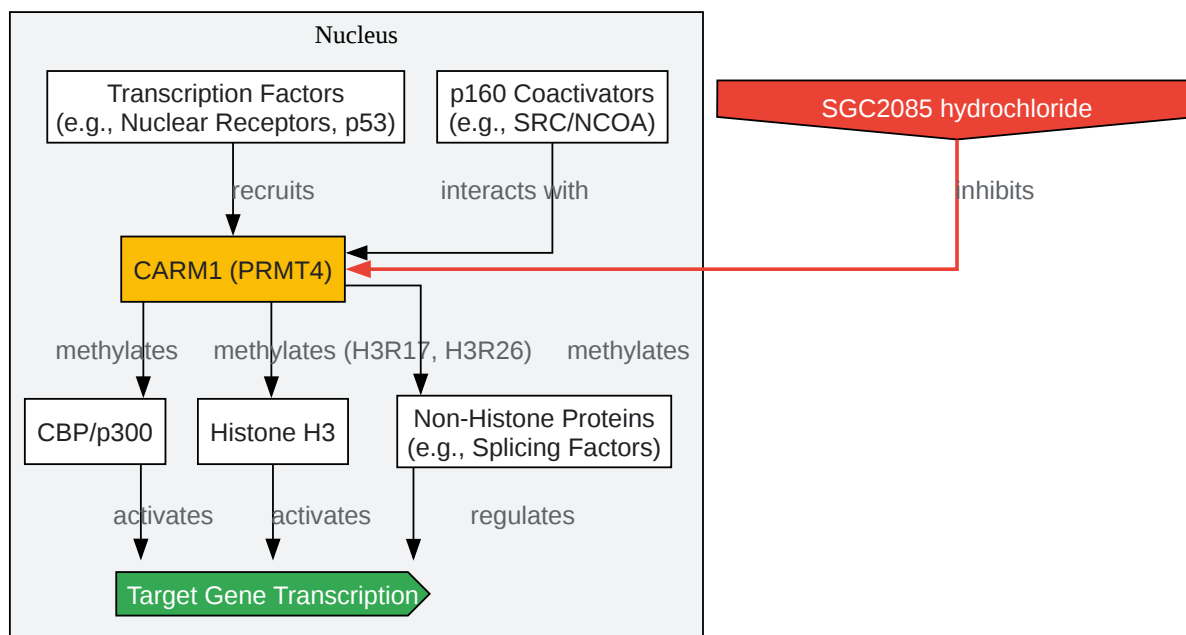 Nucleus
Transcription Factors
(e.g., Nuclear Receptors, p53)
p160 Coactivators
(e.g., SRC/NCOA)
SGC2085 hydrochloride
recruits
interacts with
inhibits
CARM1 (PRMT4)
methylates
methylates (H3R17, H3R26)
methylates
CBP/p300
Histone H3
Non-Histone Proteins
(e.g., Splicing Factors)
activates
activates
regulates
Target Gene Transcription